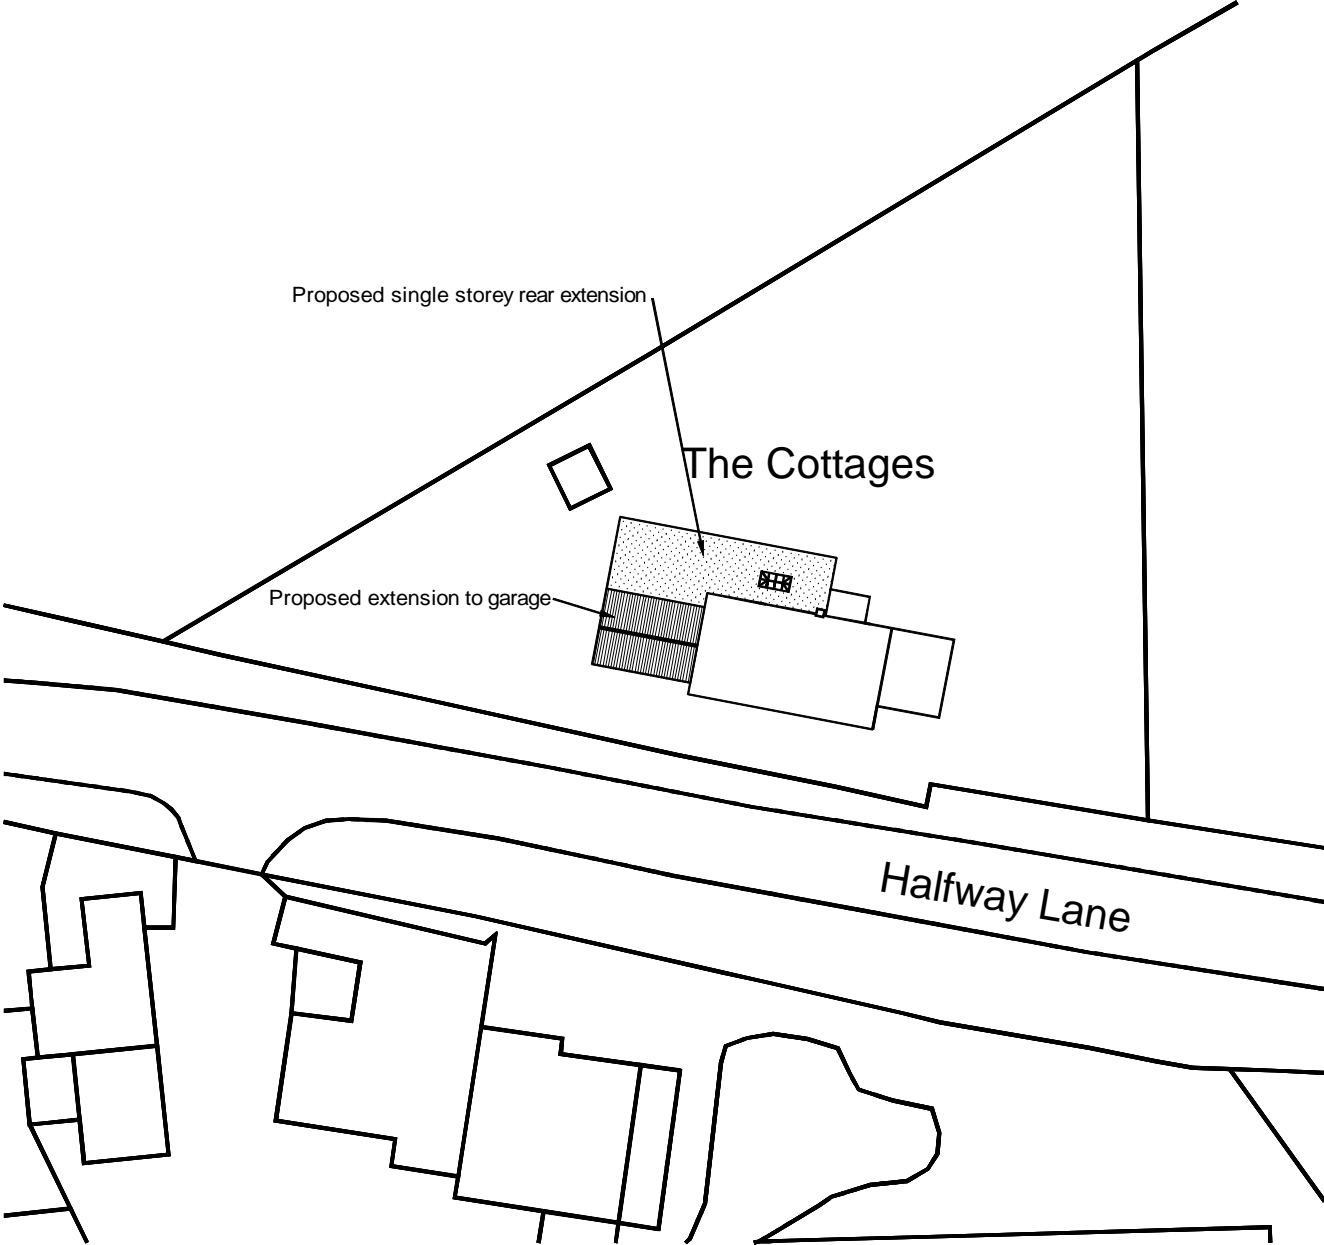 Proposed single storey rear extension
The Cottages
Proposed extension to garage
Halfway Lane